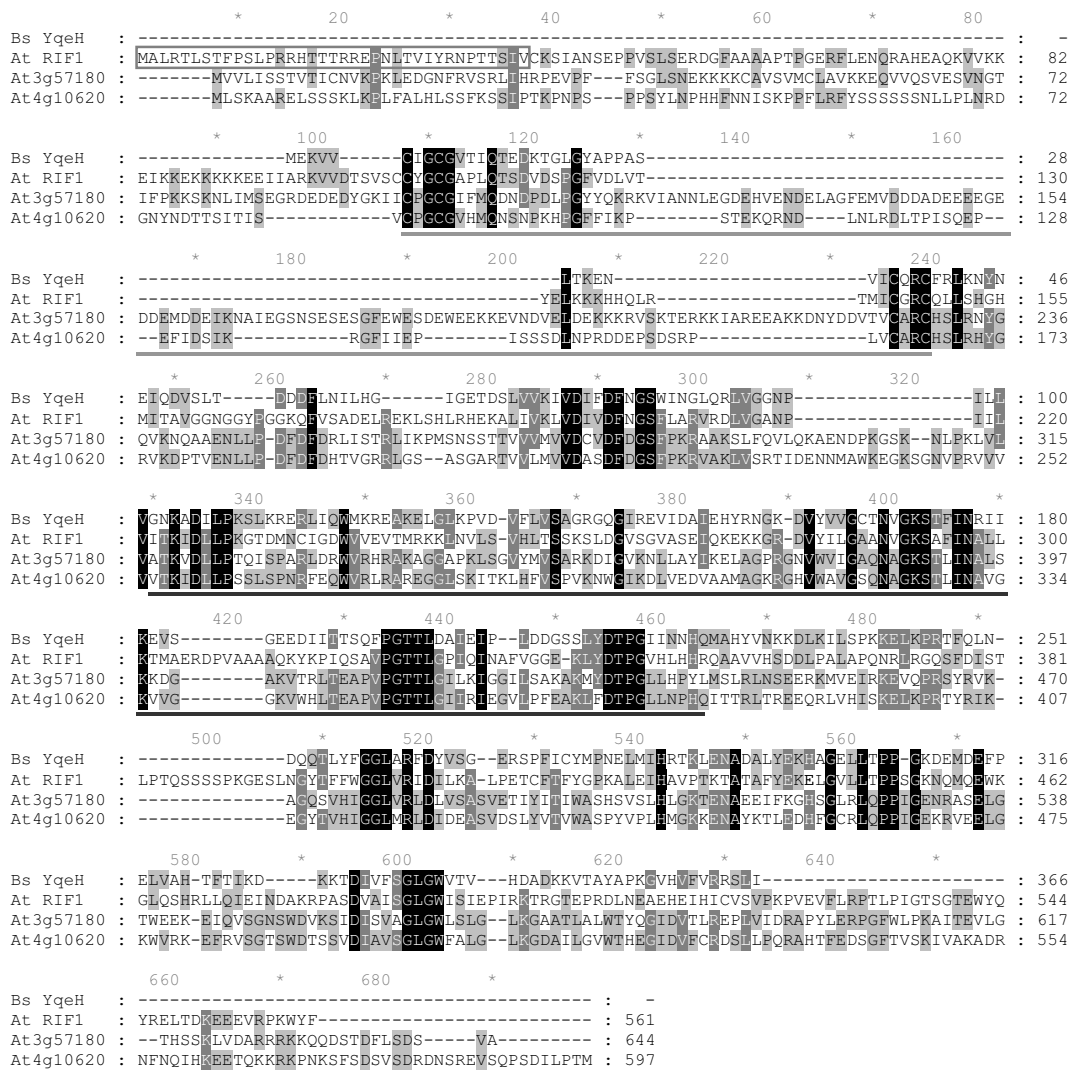 * 20 * 40 * 60 * 80
Bs YqeH : ---------------------------------------------------------------------------------- : -
At RIF1 : MALRTLSTFPSLPRRHTTTRREPNLTVIYRNPTTSIVCKSIANSEPPVSLSERDGFAAAAPTPGERFLENQRAHEAQKVVKK : 82
At3g57180 : -------MVVLISSTVTICNVKPKLEDGNFRVSRLIHRPEVPF---FSGLSNEKKKKCAVSVMCLAVKKEQVVQSVESVNGT : 72
At4g10620 : -------MLSKAARELSSSKLKPLFALHLSSFKSSIPTKPNPS---PPSYLNPHHFNNISKPPFLRFYSSSSSSNLLPLNRD : 72
* 100 * 120 * 140 * 160
Bs YqeH : --------------MEKVV------CIGCGVTIQTEDKTGLGYAPPAS---------------------------------- : 28
At RIF1 : EIKKEKKKKKEEIIARKVVDTSVSCCYGCGAPLQTSDVDSPGFVDLVT---------------------------------- : 130
At3g57180 : IFPKKSKNLIMSEGRDEDEDYGKIICPGCGIFMQDNDPDLPGYYQKRKVIANNLEGDEHVENDELAGFEMVDDDADEEEEGE : 154
At4g10620 : GNYNDTTSITIS------------VCPGCGVHMQNSNPKHPGFFIKP------STEKQRND---LNLRDLTPISQEP-- : 128
* 180 * 200 * 220 * 240
Bs YqeH : ----------------------------------------LTKEN-----------------------VICQRCFRLKNYN : 46
At RIF1 : --------------------------------------YELKKKHHQLR-------------------TMICGRCQLLSHGH : 155
At3g57180 : DDEMDDEIKNAIEGSNSESESGFEWESDEWEEKKEVNDVELDEKKKRVSKTERKKIAREEAKKDNYDDVTVCARCHSLRNYG : 236
At4g10620 : --EFIDSIK-----------RGFIIEP------ISSSDLNPRDDEPSDSRP----------------LVCARCHSLRHYG : 173
* 260 * 280 * 300 * 320
Bs YqeH : EIQDVSLT-----DDDFLNILHG------IGETDSLVVKIVDIFDFNGSWINGLQRLVGGNP-----------------ILL : 100
At RIF1 : MITAVGGNGGYPGGKQFVSADELREKLSHLRHEKALIVKLVDIVDFNGSFLARVRDLVGANP-----------------IIL : 220
At3g57180 : QVKNQAAENLLP-DFDFDRLISTRLIKPMSNSSTTVVVMVVDCVDFDGSFPKRAAKSLFQVLQKAENDPKGSK--NLPKLVL : 315
At4g10620 : RVKDPTVENLLP-DFDFDHTVGRRLGS--ASGARTVVLMVVDASDFDGSFPKRVAKLVSRTIDENNMAWKEGKSGNVPRVVV : 252
* 340 * 360 * 380 * 400 *
Bs YqeH : VGNKADILPKSLKRERLIQWMKREAKELGLKPVD-VFLVSAGRGQGIREVIDAIEHYRNGK-DVYVVGCTNVGKSTFINRII : 180
At RIF1 : VITKIDLLPKGTDMNCIGDWVVEVTMRKKLNVLS-VHLTSSKSLDGVSGVASEIQKEKKGR-DVYILGAANVGKSAFINALL : 300
At3g57180 : VATKVDLLPTQISPARLDRWVRHRAKAGGAPKLSGVYMVSARKDIGVKNLLAYIKELAGPRGNVWVIGAQNAGKSTLINALS : 397
At4g10620 : VVTKIDLLPSSLSPNRFEQWVRLRAREGGLSKITKLHFVSPVKNWGIKDLVEDVAAMAGKRGHVWAVGSQNAGKSTLINAVG : 334
420 * 440 * 460 * 480 *
Bs YqeH : KEVS--------GEEDIITTSQFPGTTLDAIEIP--LDDGSSLYDTPGIINNHQMAHYVNKKDLKILSPKKELKPRTFQLN- : 251
At RIF1 : KTMAERDPVAAAAQKYKPIQSAVPGTTLGPIQINAFVGGE-KLYDTPGVHLHHRQAAVVHSDDLPALAPQNRLRGQSFDIST : 381
At3g57180 : KKDG--------AKVTRLTEAPVPGTTLGILKIGGILSAKAKMYDTPGLLHPYLMSLRLNSEERKMVEIRKEVQPRSYRVK- : 470
At4g10620 : KVVG--------GKVWHLTEAPVPGTTLGIIRIEGVLPFEAKLFDTPGLLNPHQITTRLTREEQRLVHISKELKPRTYRIK- : 407
500 * 520 * 540 * 560 *
Bs YqeH : --------------DQQTLYFGGLARFDYVSG--ERSPFICYMPNELMIHRTKLENADALYEKHAGELLTPP-GKDEMDEFP : 316
At RIF1 : LPTQSSSSPKGESLNGYTFFWGGLVRIDILKA-LPETCFTFYGPKALEIHAVPTKTATAFYEKELGVLLTPPSGKNQMQEWK : 462
At3g57180 : --------------AGQSVHIGGLVRLDLVSASVETIYITIWASHSVSLHLGKTENAEEIFKGHSGLRLQPPIGENRASELG : 538
At4g10620 : --------------EGYTVHIGGLMRLDIDEASVDSLYVTVWASPYVPLHMGKKENAYKTLEDHFGCRLQPPIGEKRVEELG : 475
580 * 600 * 620 * 640 *
Bs YqeH : ELVAH-TFTIKD-----KKTDIVFSGLGWVTV---HDADKKVTAYAPKGVHVFVRRSLI----------------------- : 366
At RIF1 : GLQSHRLLQIEINDAKRPASDVAISGLGWISIEPIRKTRGTEPRDLNEAEHEIHICVSVPKPVEVFLRPTLPIGTSGTEWYQ : 544
At3g57180 : TWEEK-EIQVSGNSWDVKSIDISVAGLGWLSLG--LKGAATLALWTYQGIDVTLREPLVIDRAPYLERPGFWLPKAITEVLG : 617
At4g10620 : KWVRK-EFRVSGTSWDTSSVDIAVSGLGWFALG--LKGDAILGVWTHEGIDVFCRDSLLPQRAHTFEDSGFTVSKIVAKADR : 554
660 * 680 *
Bs YqeH : ------------------------------------------- : -
At RIF1 : YRELTDKEEEVRPKWYF-------------------------- : 561
At3g57180 : --THSSKLVDARRRKKQQDSTDFLSDS-----VA--------- : 644
At4g10620 : NFNQIHKEETQKKRKPNKSFSDSVSDRDNSREVSQPSDILPTM : 597